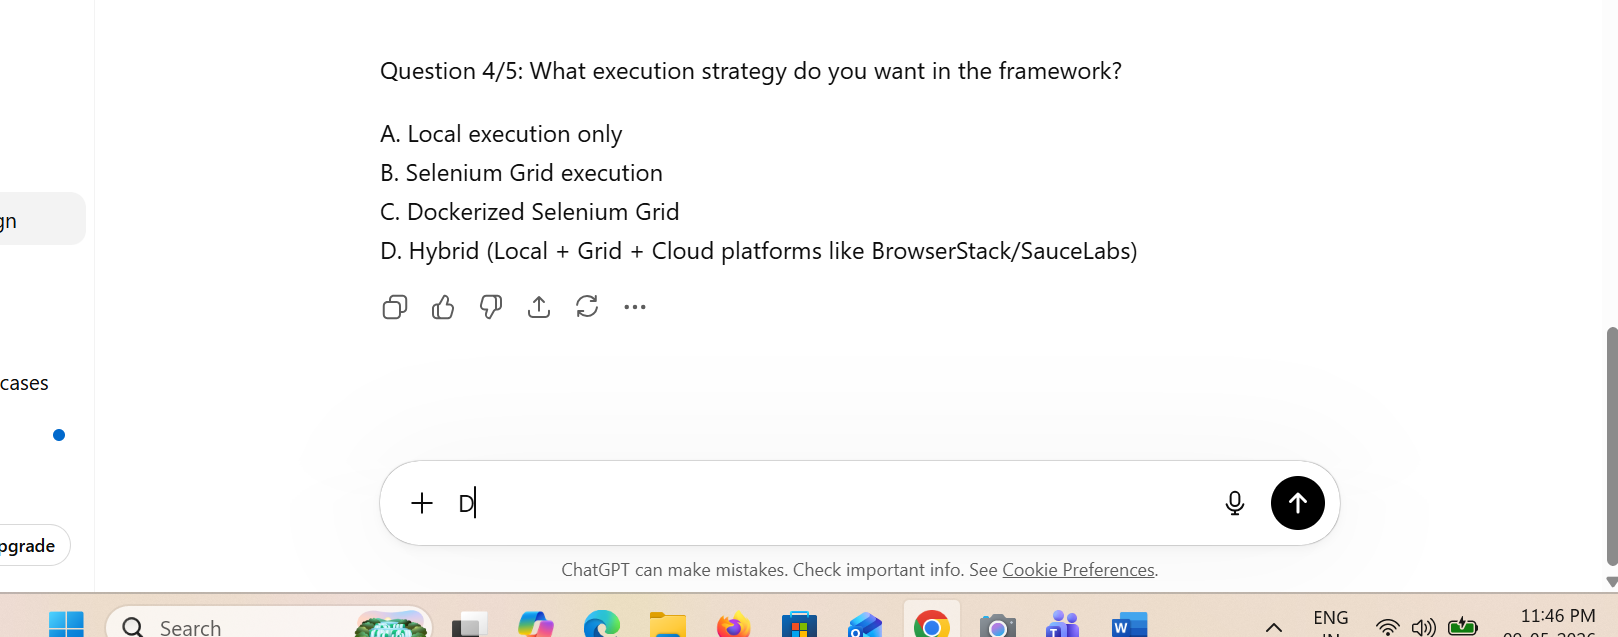 Question 4/5: What execution strategy do you want in the framework?
A. Local execution only
B. Selenium Grid execution
C. Dockerized Selenium Grid
D. Hybrid (Local + Grid + Cloud platforms like BrowserStack/SauceLabs)
gn
cases
D
pgrade
ChatGPT can make mistakes. Check important info. See Cookie Preferences.
Search
ENG
11:46 PM